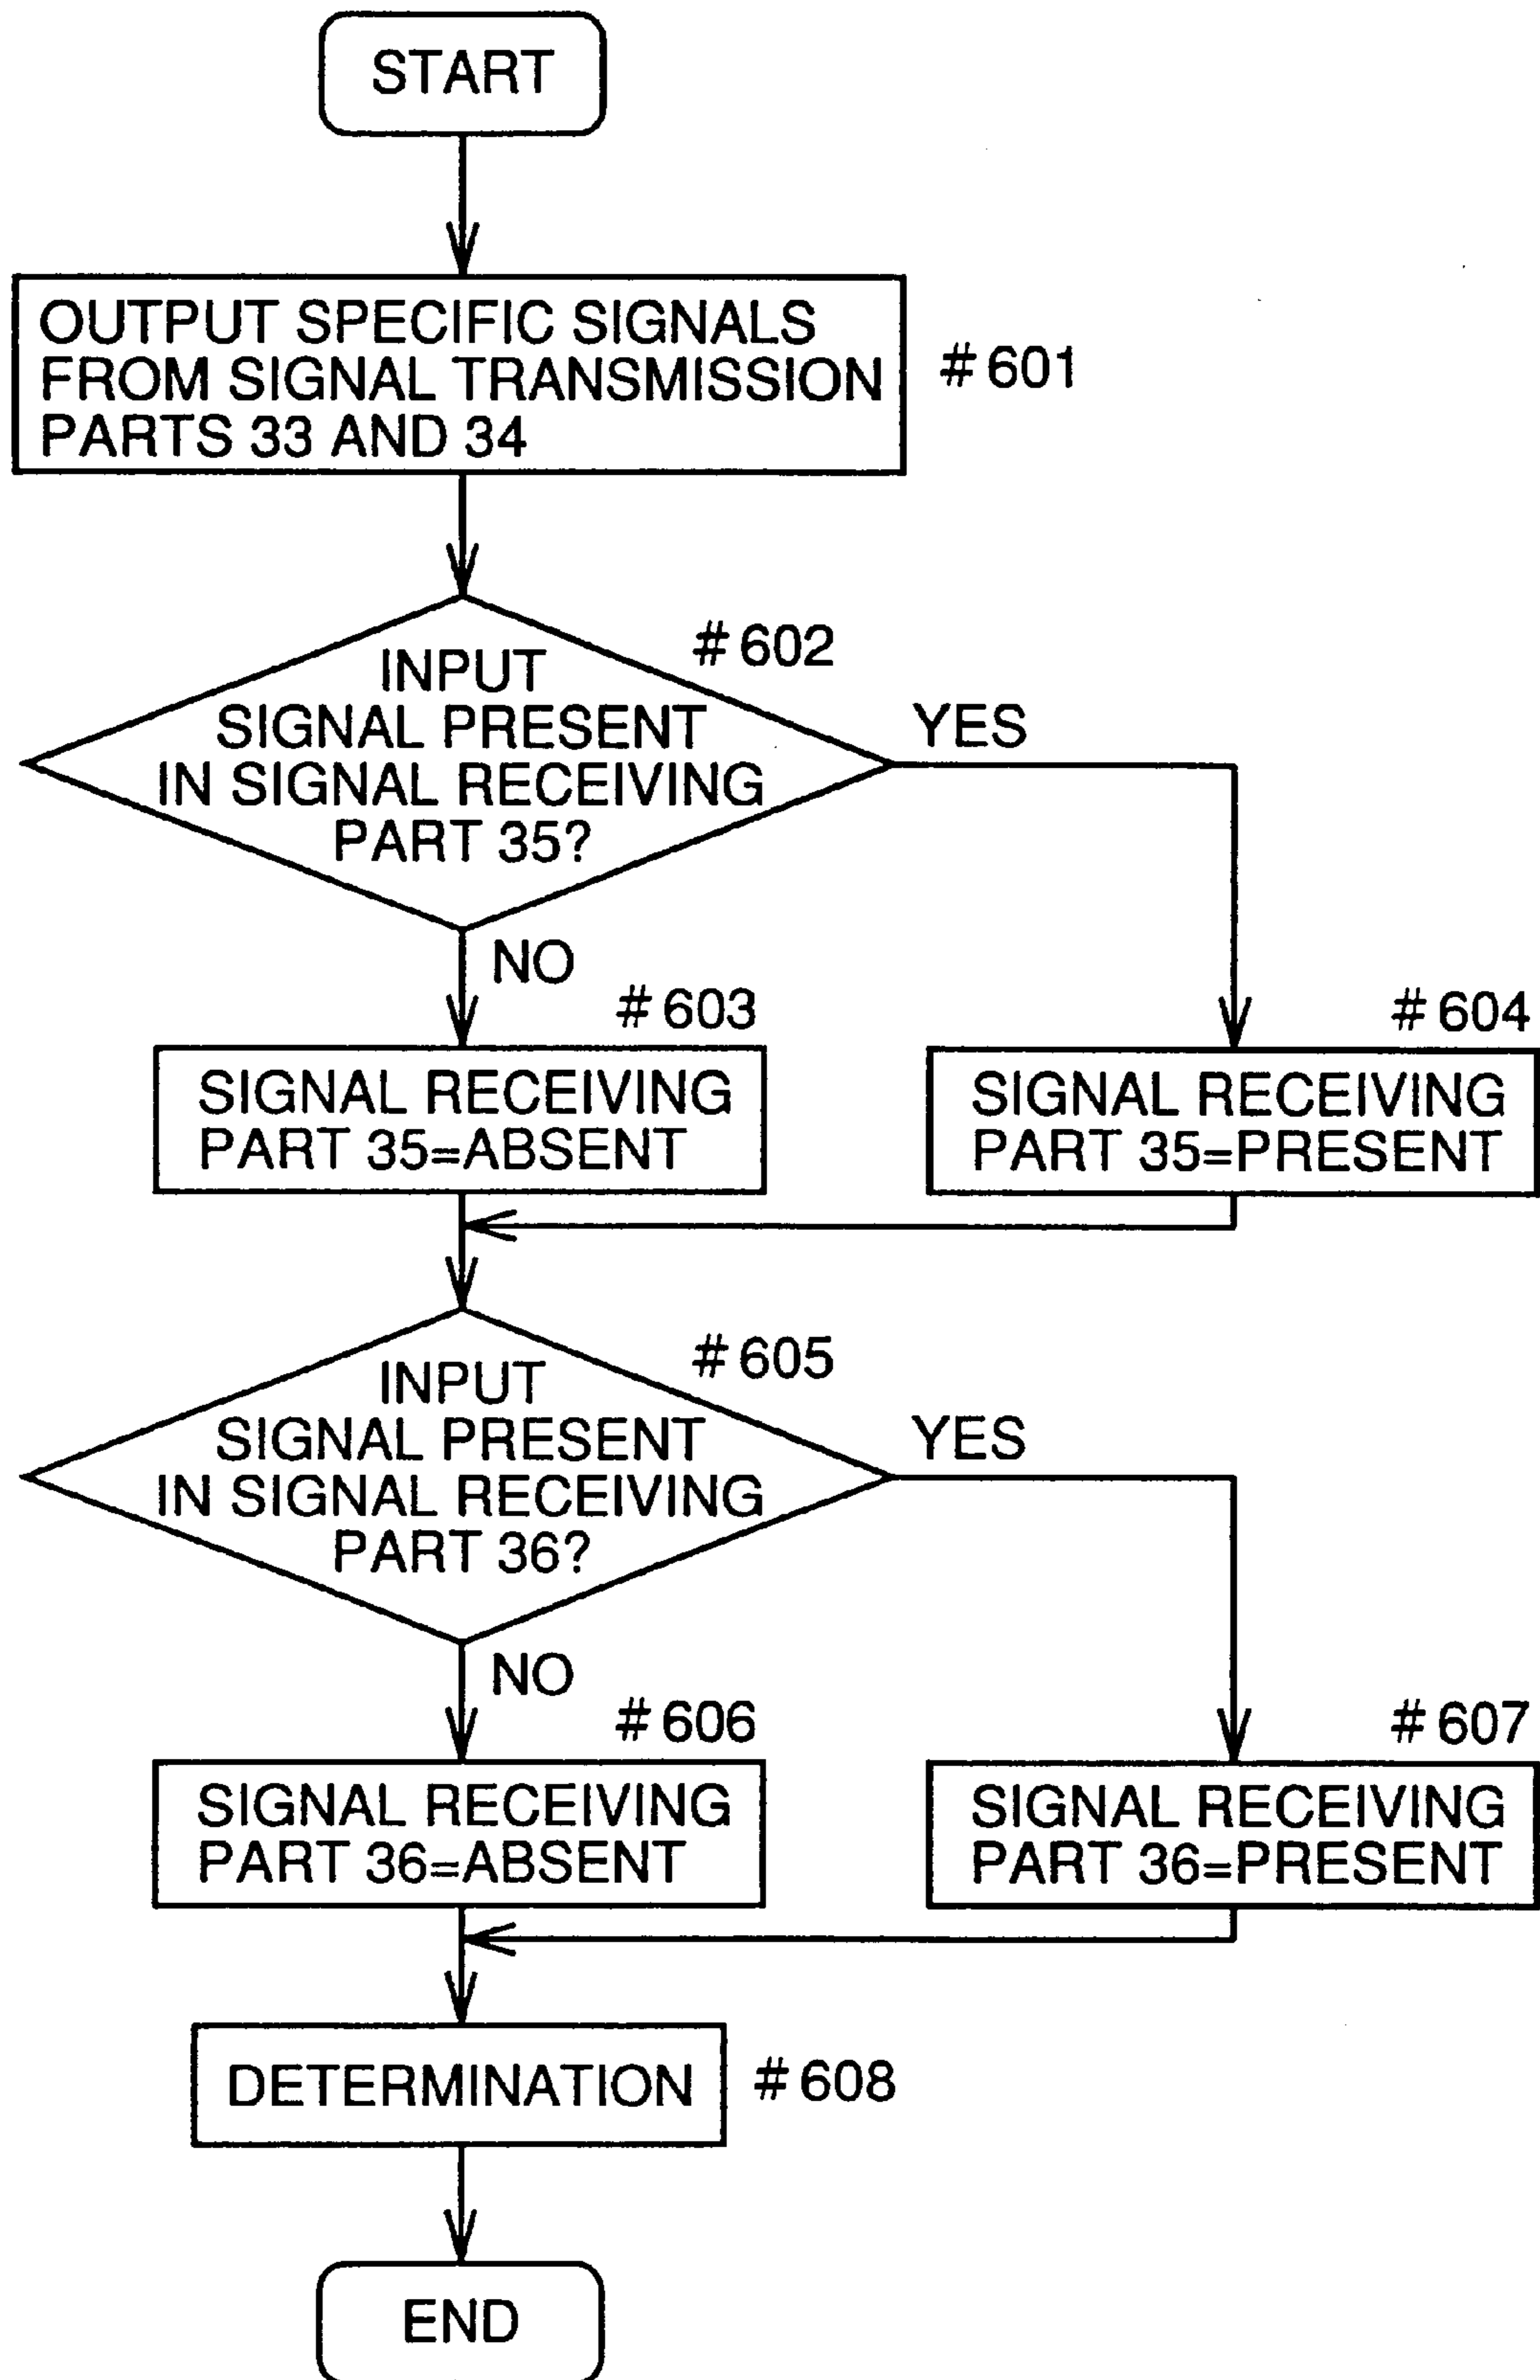 START
OUTPUT SPECIFIC SIGNALS
FROM SIGNAL TRANSMISSION
PARTS 33 AND 34
#601
#602
INPUT
SIGNAL PRESENT
IN SIGNAL RECEIVING
PART 35?
YES
NO
#603
SIGNAL RECEIVING
PART 35=ABSENT
#604
SIGNAL RECEIVING
PART 35=PRESENT
#605
INPUT
SIGNAL PRESENT
IN SIGNAL RECEIVING
PART 36?
YES
NO
#606
SIGNAL RECEIVING
PART 36=ABSENT
#607
SIGNAL RECEIVING
PART 36=PRESENT
DETERMINATION
#608
END